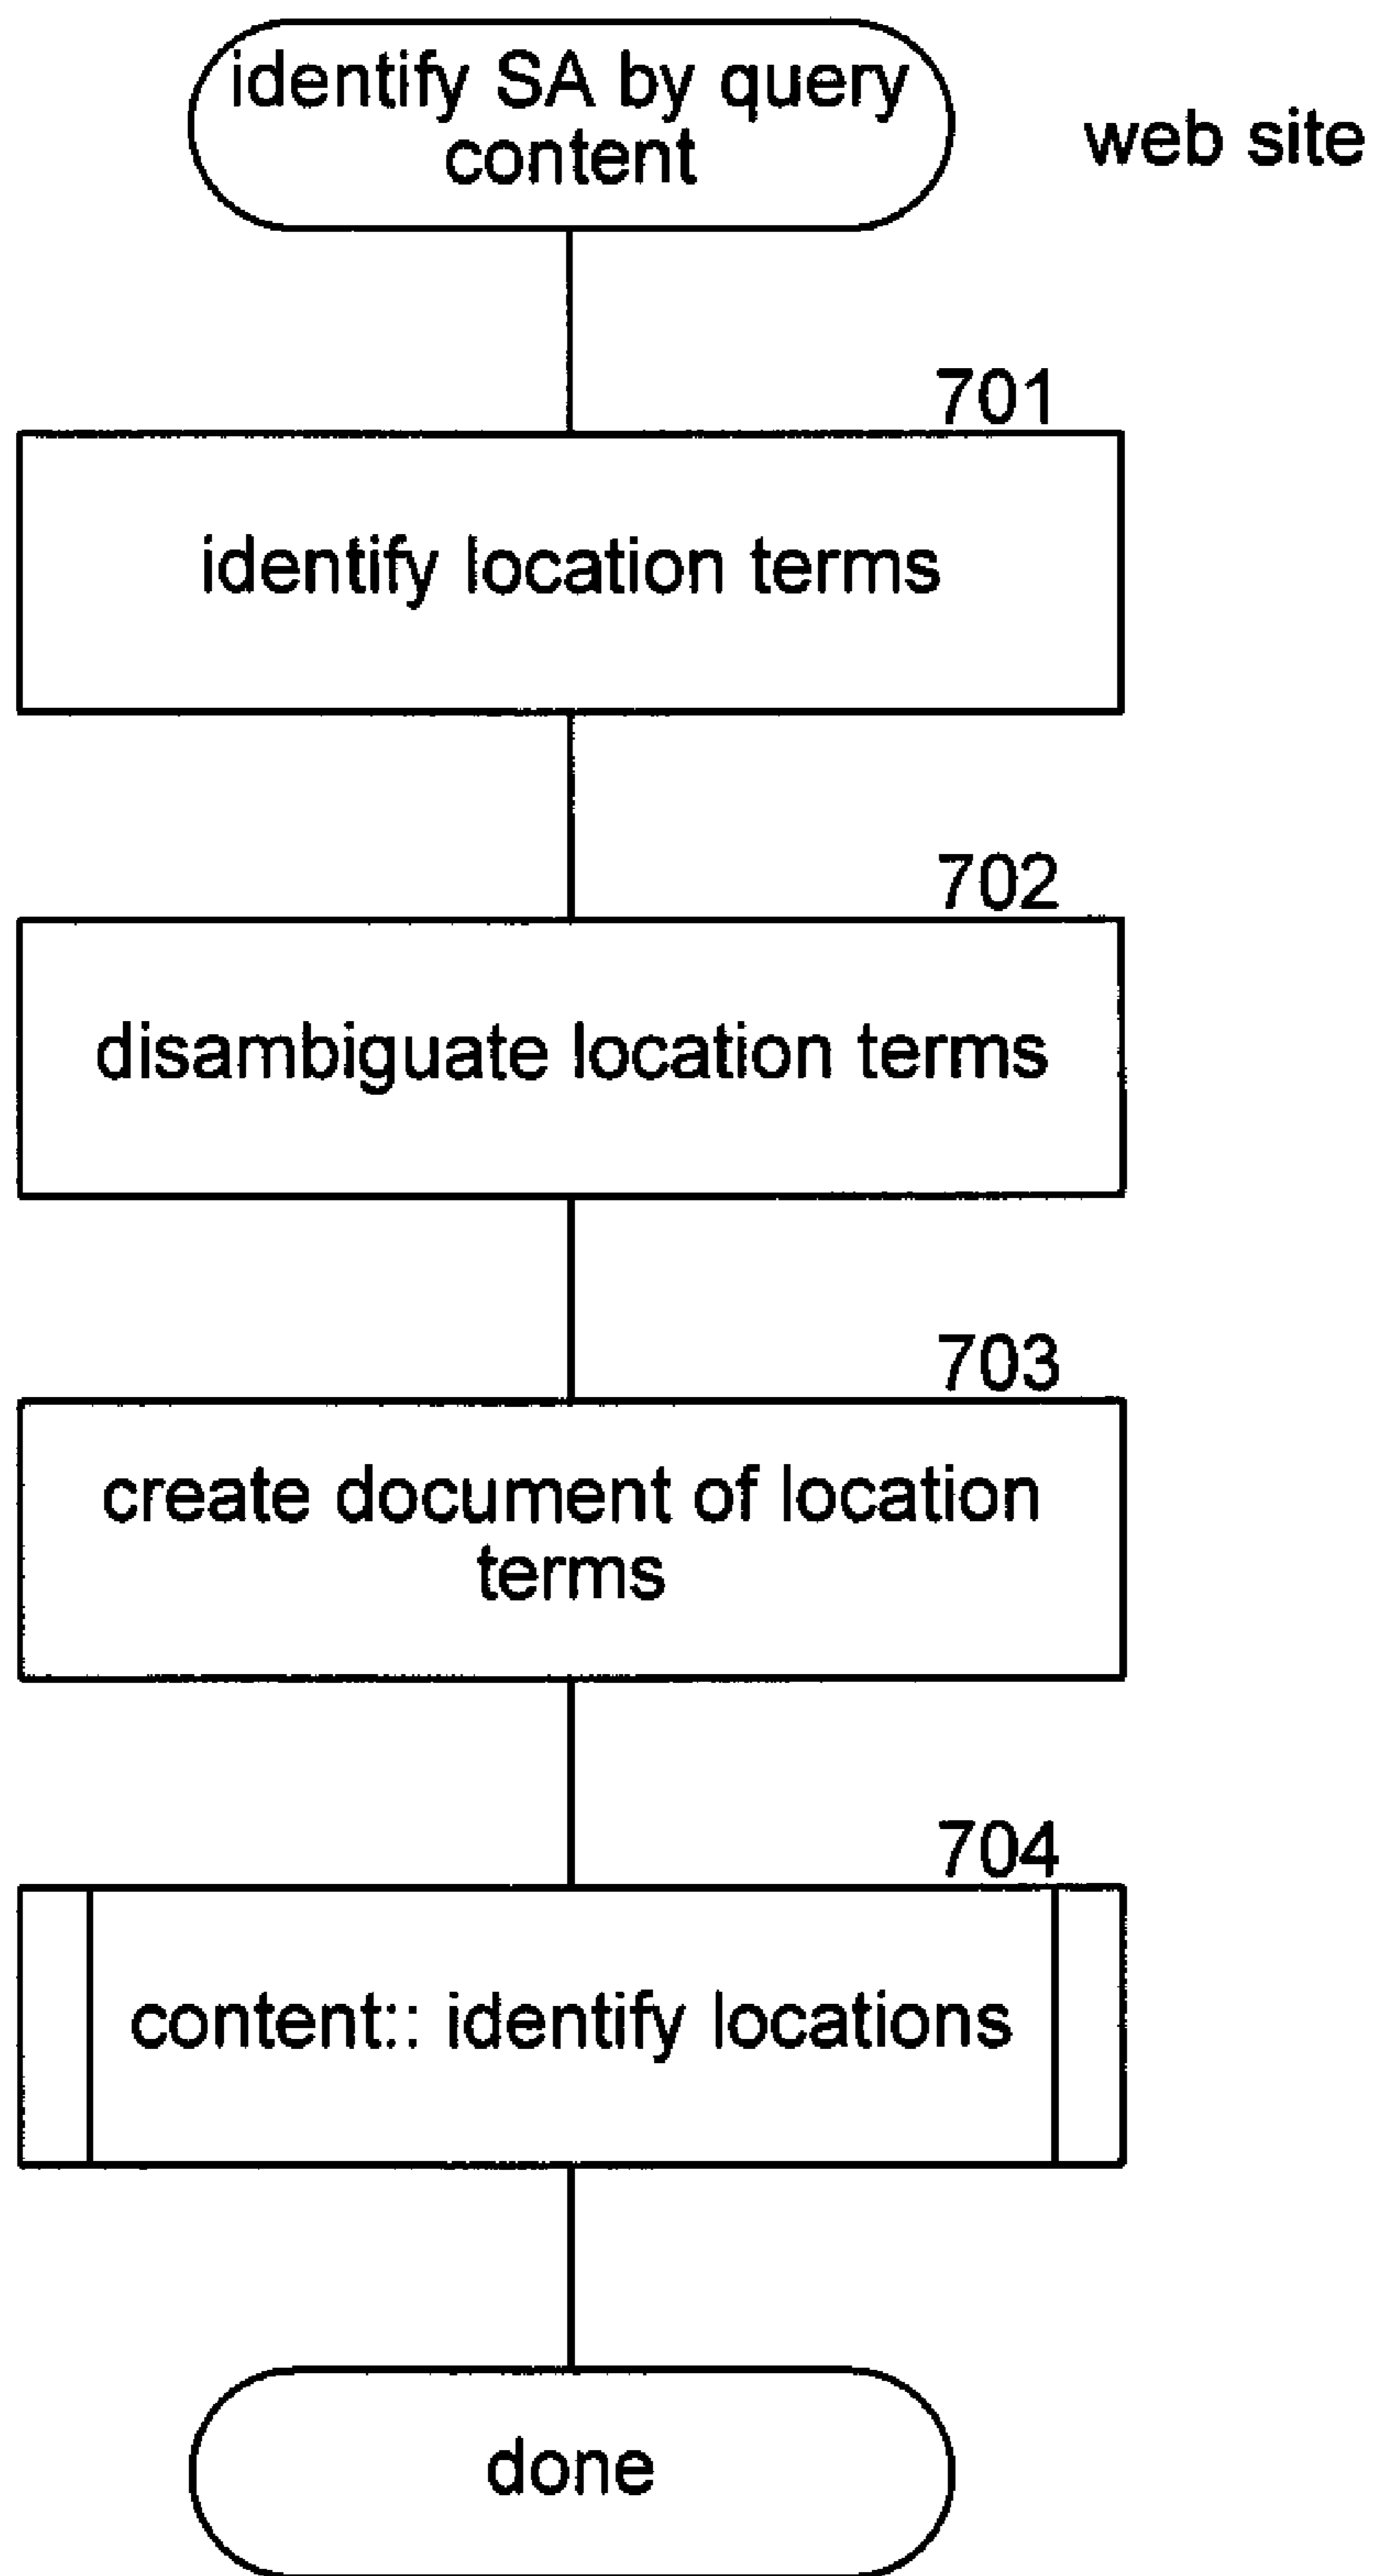 identify SA by query
content
web site
701
identify location terms
702
disambiguate location terms
703
create document of location
terms
704
content:: identify locations
done